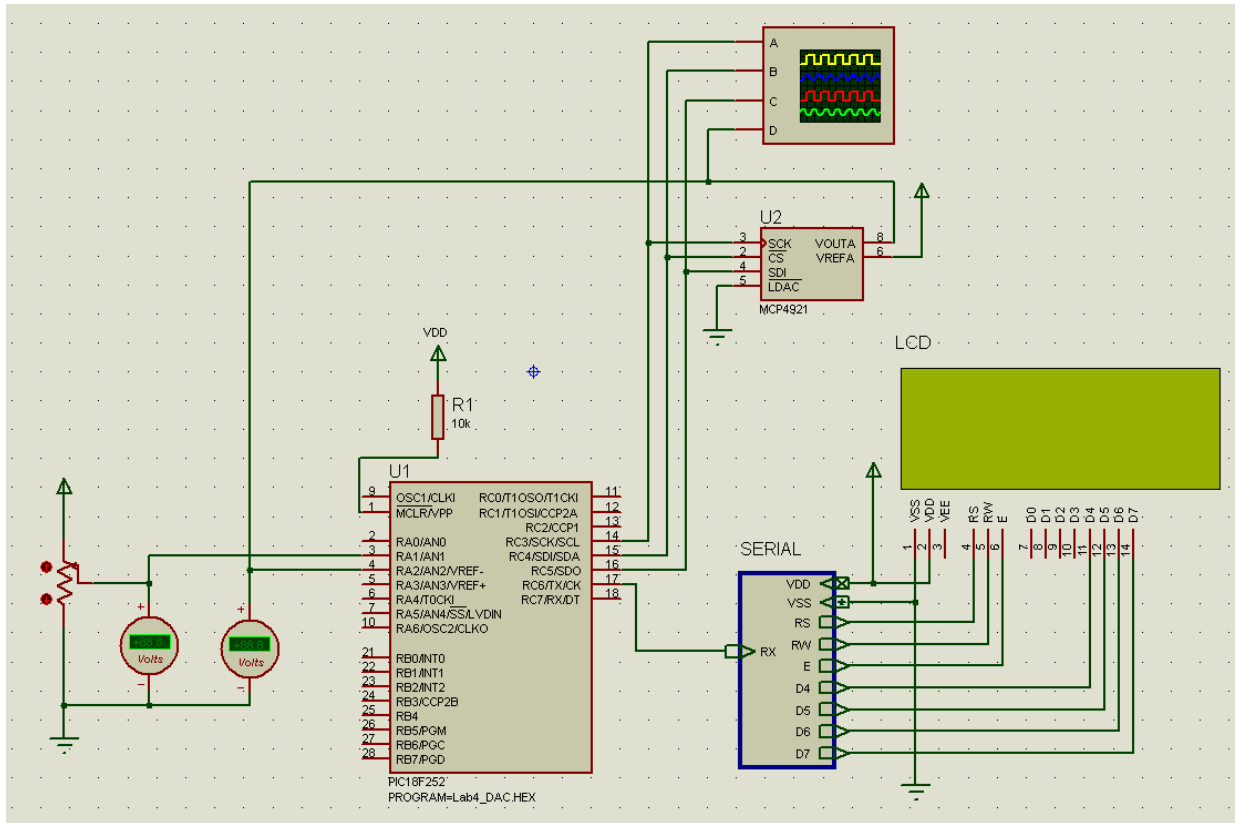 A
B
C
D
U2
3 SCK VOUTA 8
2 CS VREFA 6
4 SDI
5 LDAC
MCP4921
VDD
R1
10k
LCD
U1
9 OSC1/CLKI RC0/T1OSO/T1CKI 11
1 MCLR/VPP RC1/T1OSI/CCP2A 12
RC2/CCP1 13
2 RA0/AN0 RC3/SCK/SCL 14
3 RA1/AN1 RC4/SDI/SDA 15
4 RA2/AN2/VREF- RC5/SDO 16
5 RA3/AN3/VREF+ RC6/TX/CK 17
6 RA4/T0CKI RC7/RX/DT 18
7 RA5/AN4/SS/LVDIN
10 RA6/OSC2/CLKO
21 RB0/INT0
22 RB1/INT1
23 RB2/INT2
24 RB3/CCP2B
25 RB4
26 RB5/PGM
27 RB6/PGC
28 RB7/PGD
PIC18F252
PROGRAM=Lab4_DAC.HEX
+
Volts
-
+
Volts
-
VSS VDD VEE RS RW E D0 D1 D2 D3 D4 D5 D6 D7
1 2 3 4 5 6 7 8 9 10 11 12 13 14
SERIAL
VDD
VSS
RS
RX
RW
E
D4
D5
D6
D7